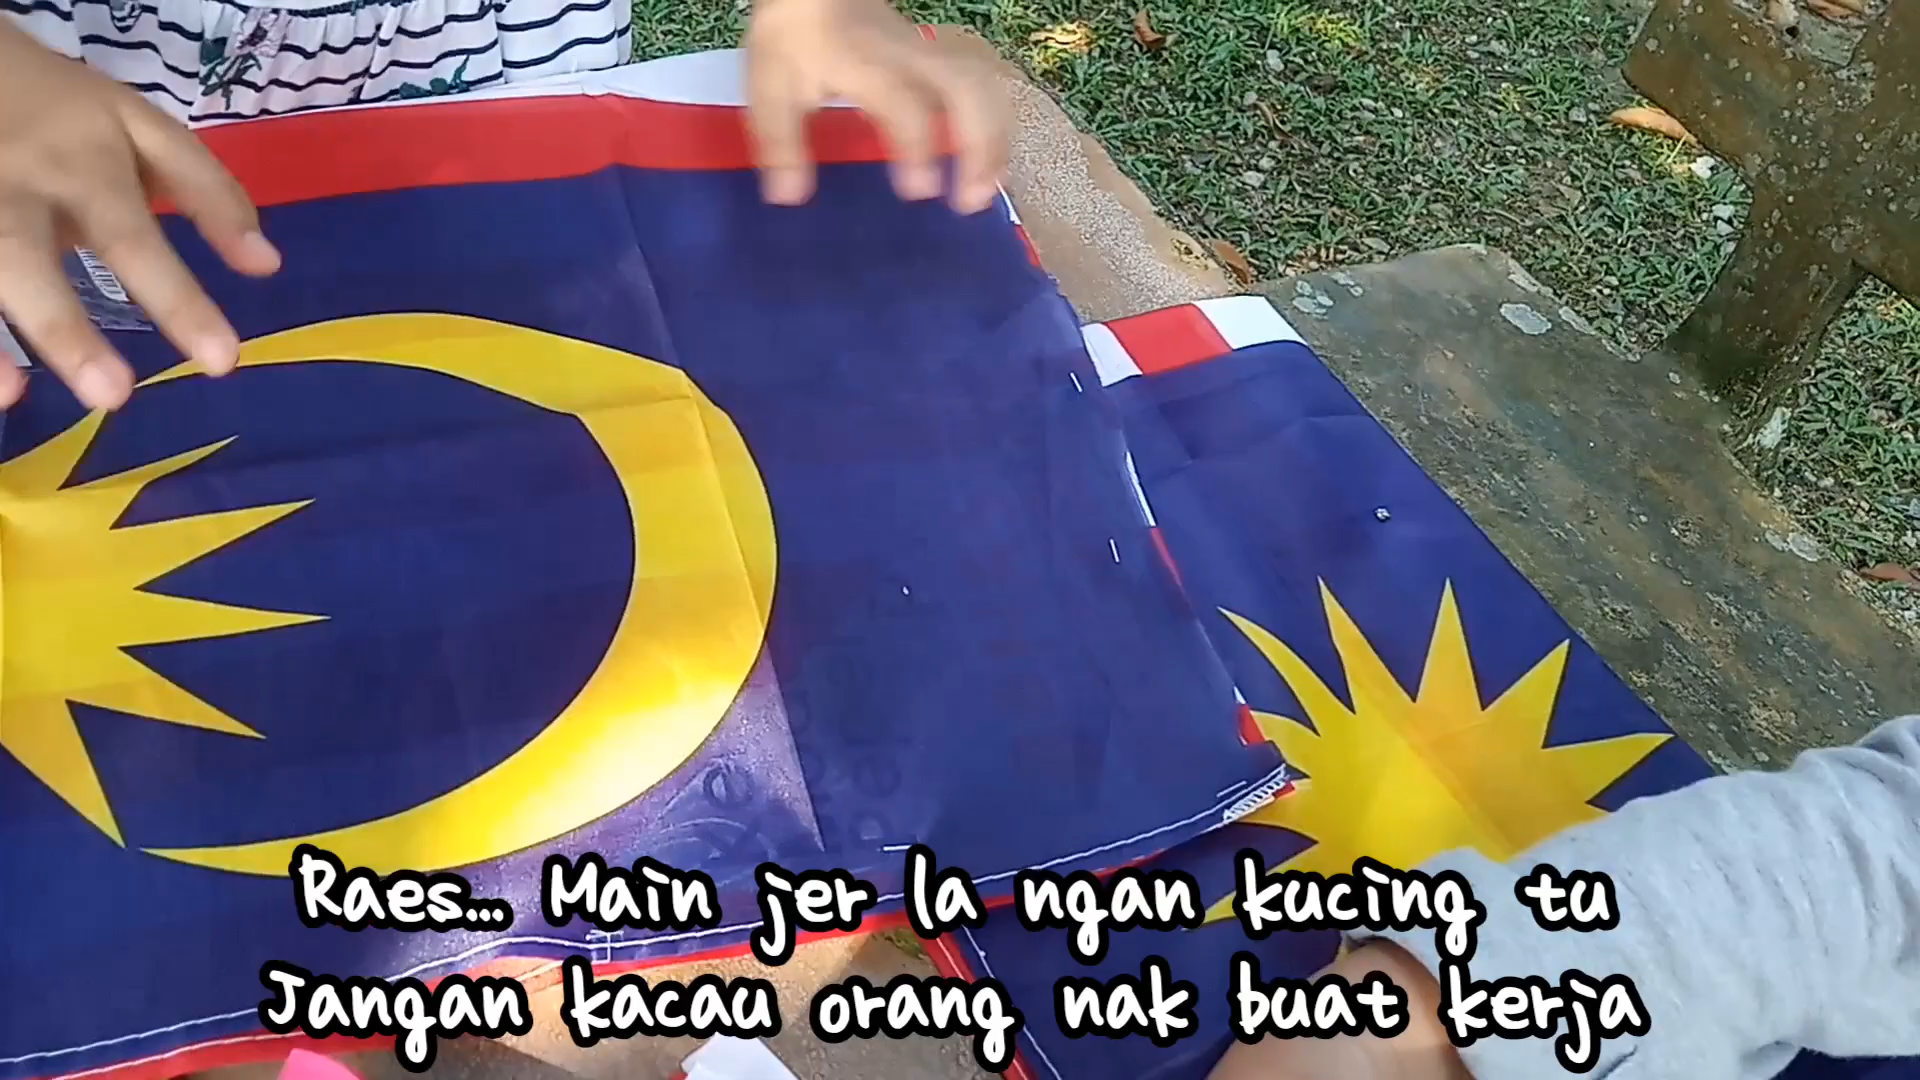 Raes... Main jer la ngan kucing tu
Jangan kacau orang nak buat kerja